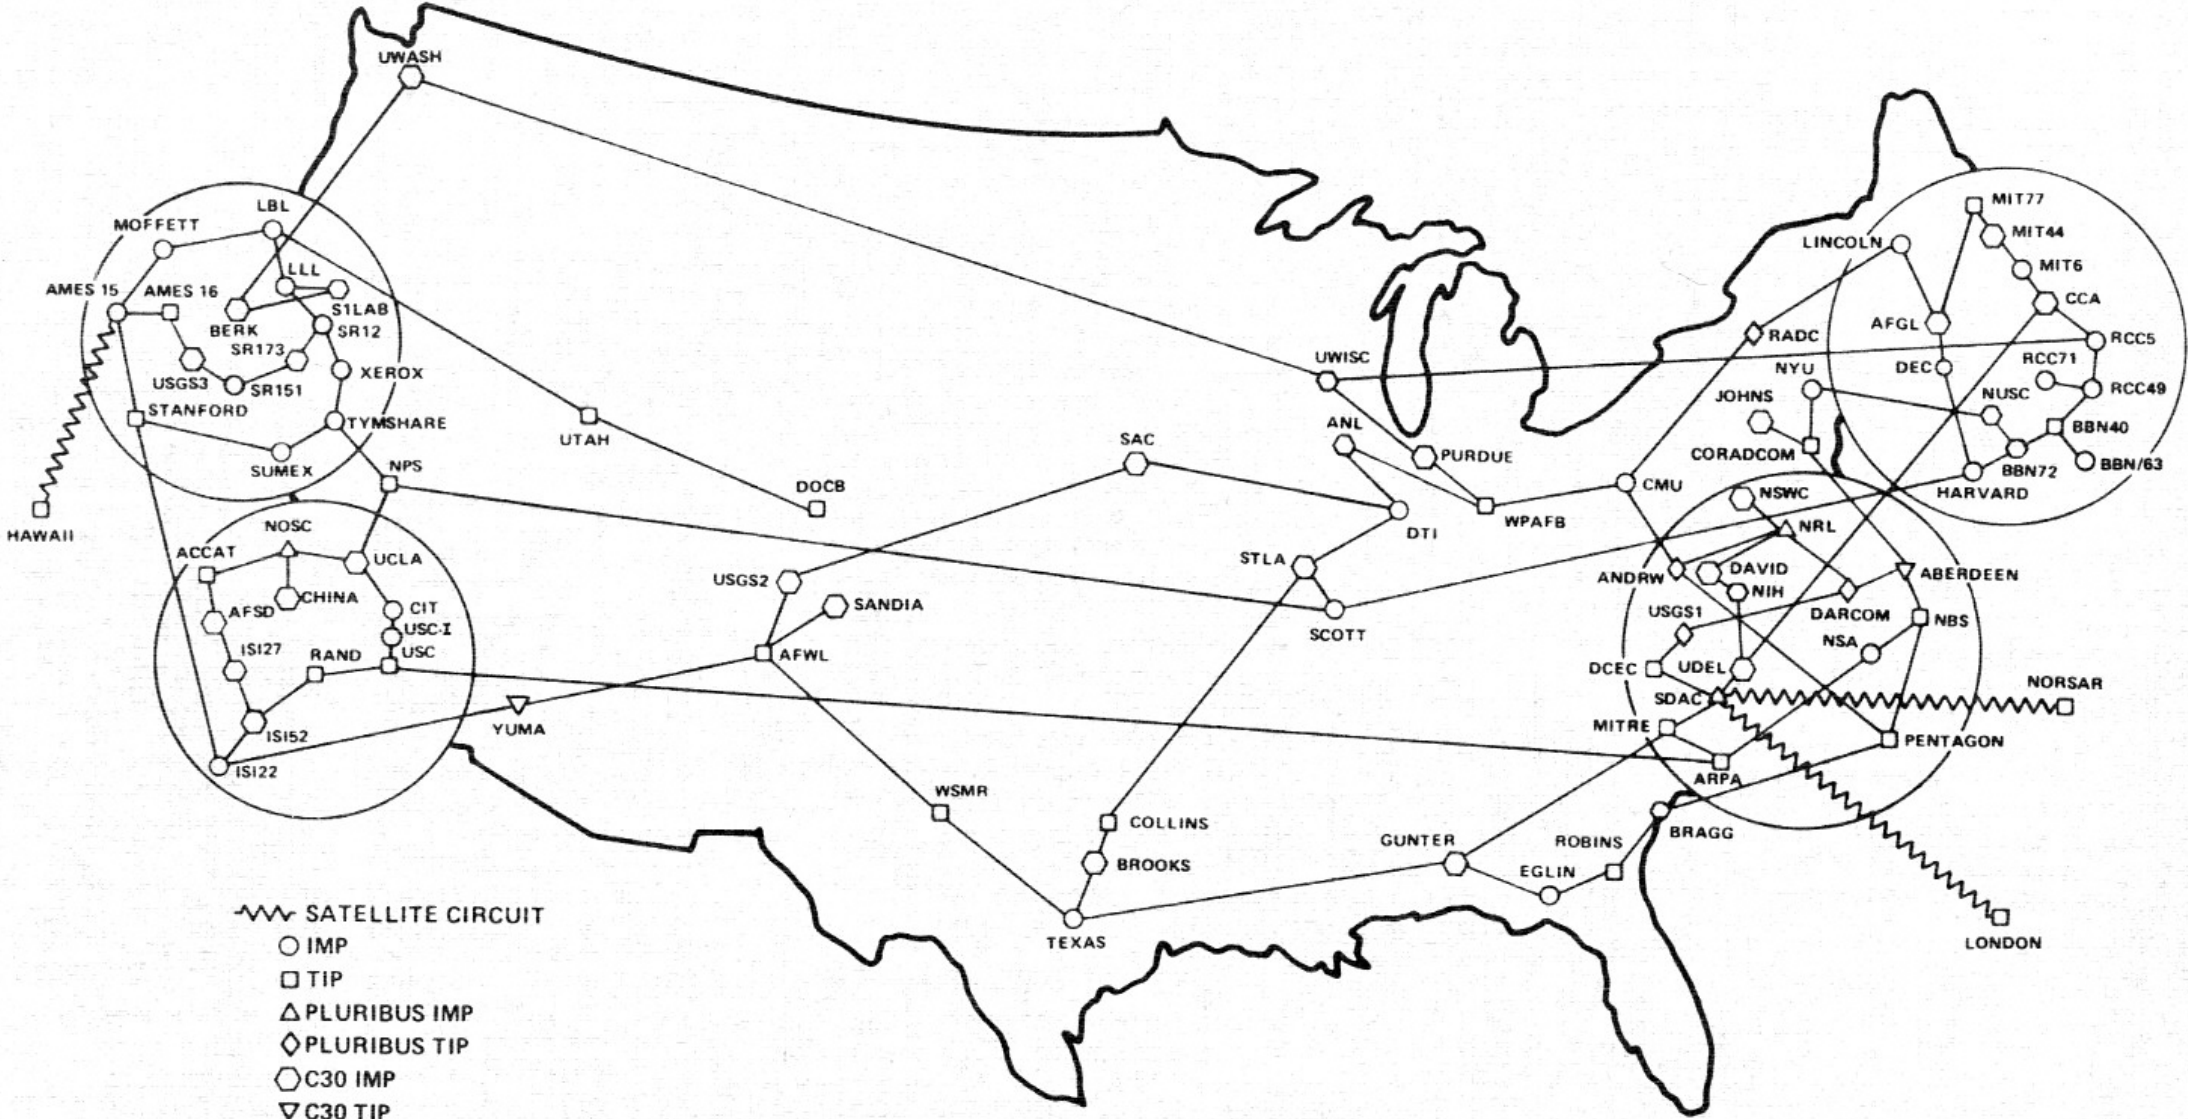 UWASH
LBL
MOFFETT
LLL
AMES 15
AMES 16
S1LAB
BERK
SR12
SR173
XEROX
USGS3
SR151
STANFORD
TYMSHARE
SUMEX
NPS
HAWAII
NOSC
ACCAT
UCLA
CHINA
AFSD
CIT
USC-I
ISI27
RAND
USC
ISI52
ISI22
YUMA
UTAH
DOCB
SAC
USGS2
SANDIA
AFWL
WSMR
COLLINS
BROOKS
TEXAS
UWISC
ANL
PURDUE
WPAFB
DTI
STLA
SCOTT
GUNTER
EGLIN
ROBINS
BRAGG
CMU
RADC
LINCOLN
MIT77
MIT44
MIT6
CCA
AFGL
RCC5
RCC71
DEC
RCC49
NYU
NUSC
JOHNS
BBN40
CORADCOM
BBN72
BBN/63
HARVARD
NSWC
NRL
ANDRW
DAVID
ABERDEEN
NIH
USGS1
DARCOM
NBS
NSA
DCEC
UDEL
SDAC
NORSAR
MITRE
PENTAGON
ARPA
LONDON
SATELLITE CIRCUIT
IMP
TIP
PLURIBUS IMP
PLURIBUS TIP
C30 IMP
C30 TIP